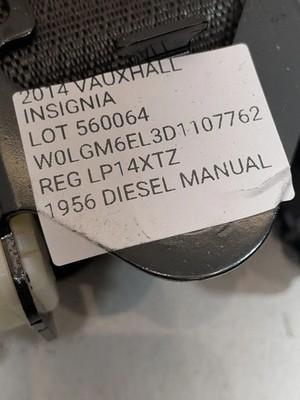 2014 VAUXHALL
INSIGNIA
LOT 560064
W0LGM6EL3D1107762
REG LP14XTZ
1956 DIESEL MANUAL